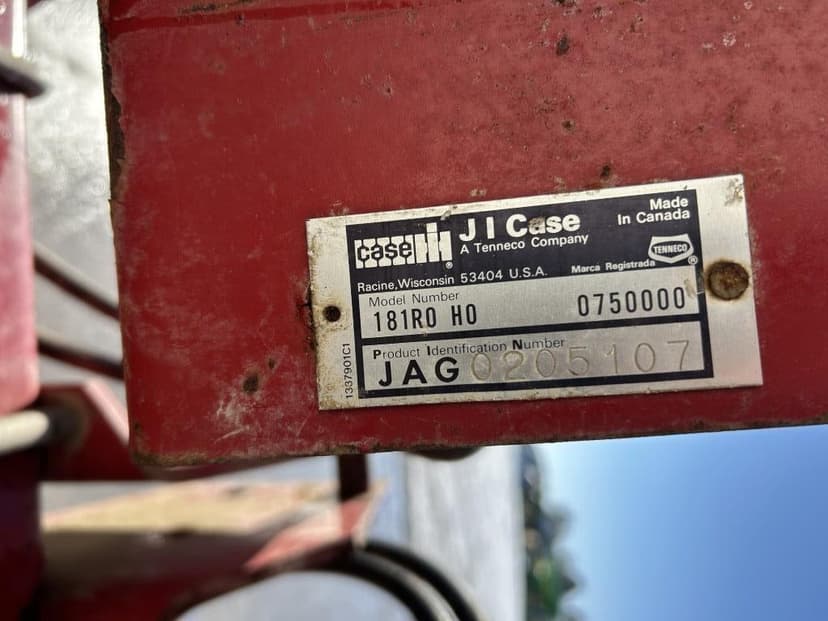 case IH ®
J I Case
A Tenneco Company
Made
In Canada
TENNECO ®
Racine, Wisconsin 53404 U.S.A.
Marca Registrada
Model Number
181RO HO 0750000
Product Identification Number
JAG0205107
1337901C1